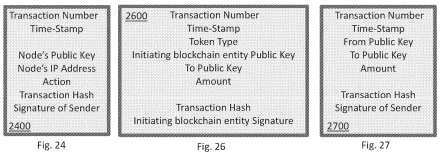 Transaction Number
Time-Stamp
Node's Public Key
Node's IP Address
Action
Transaction Hash
Signature of Sender
2400
Fig. 24
2600
Transaction Number
Time-Stamp
Token Type
Initiating blockchain entity Public Key
To Public Key
Amount
Transaction Hash
Initiating blockchain entity Signature
Fig. 26
Transaction Number
Time-Stamp
From Public Key
To Public Key
Amount
Transaction Hash
Signature of Sender
2700
Fig. 27